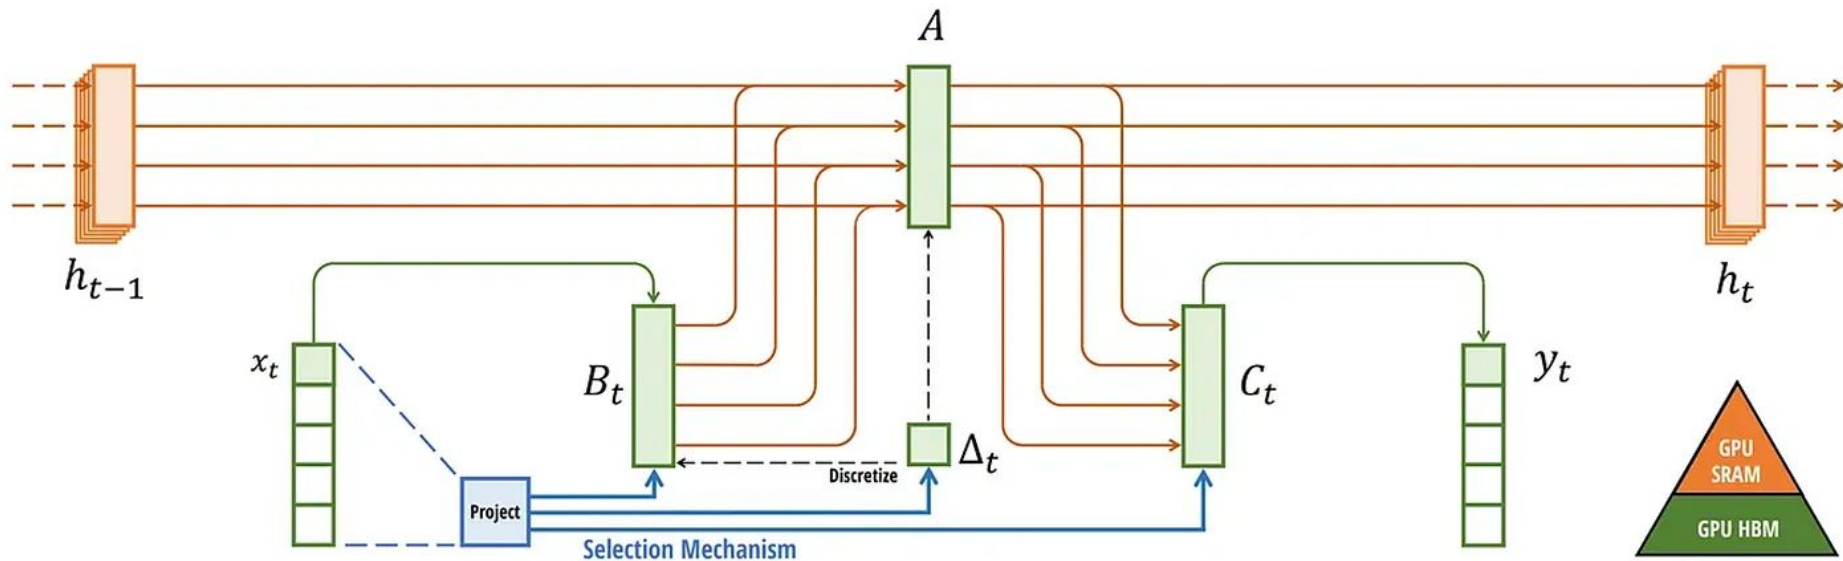 A
h_{t-1}
h_t
x_t
B_t
Δ_t
C_t
y_t
Discretize
Project
Selection Mechanism
GPU
SRAM
GPU HBM